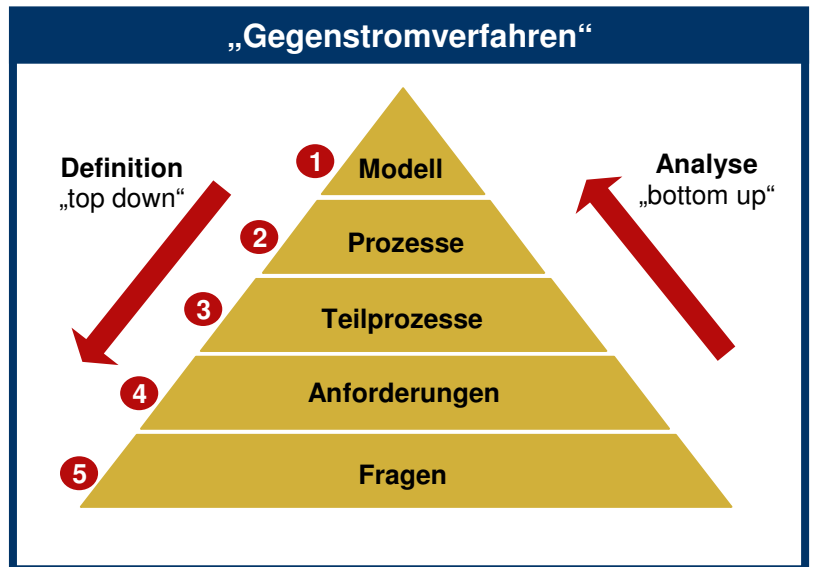 „Gegenstromverfahren“
Definition
„top down“
Analyse
„bottom up“
1
Modell
2
Prozesse
3
Teilprozesse
4
Anforderungen
5
Fragen